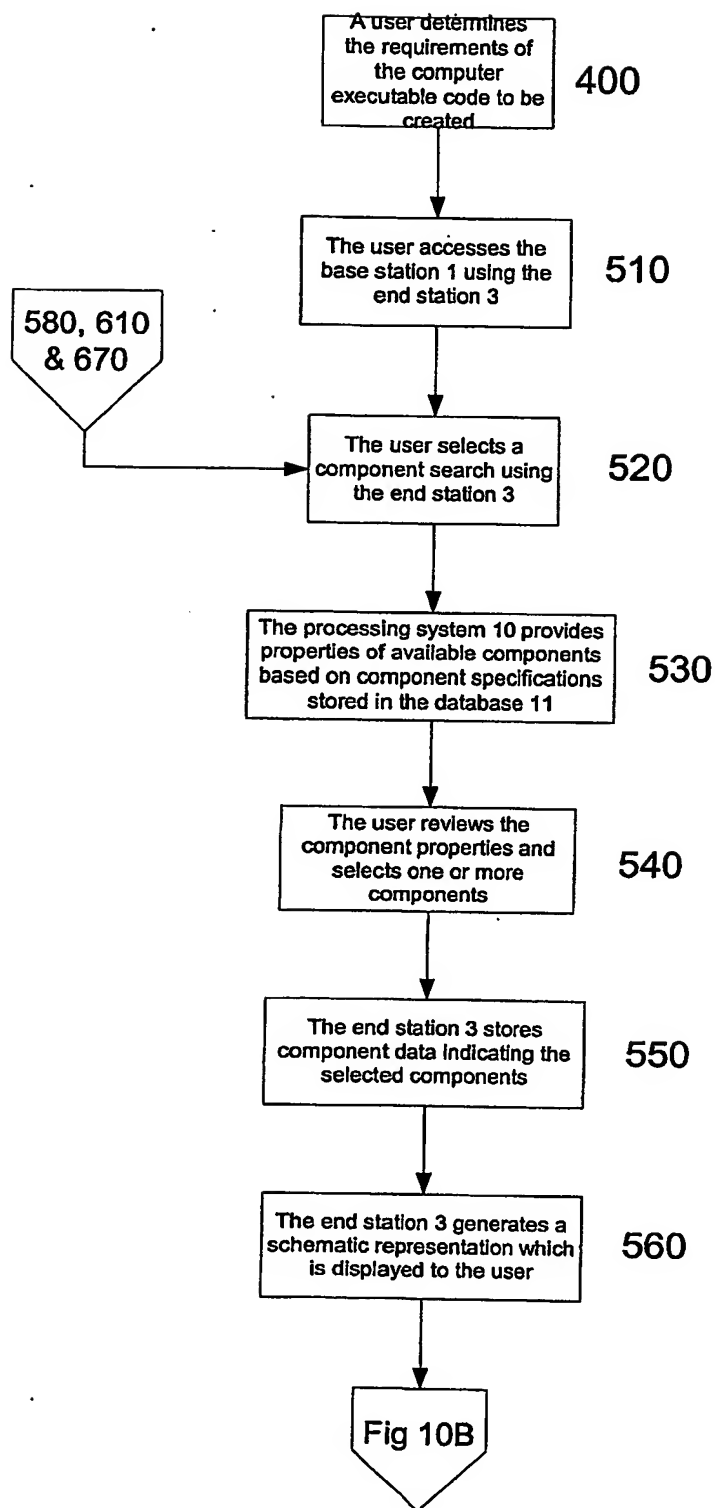 A user determines
the requirements of
the computer
executable code to be
created
400
The user accesses the
base station 1 using the
end station 3
510
580, 610
& 670
The user selects a
component search using
the end station 3
520
The processing system 10 provides
properties of available components
based on component specifications
stored in the database 11
530
The user reviews the
component properties and
selects one or more
components
540
The end station 3 stores
component data indicating the
selected components
550
The end station 3 generates a
schematic representation which
is displayed to the user
560
Fig 10B